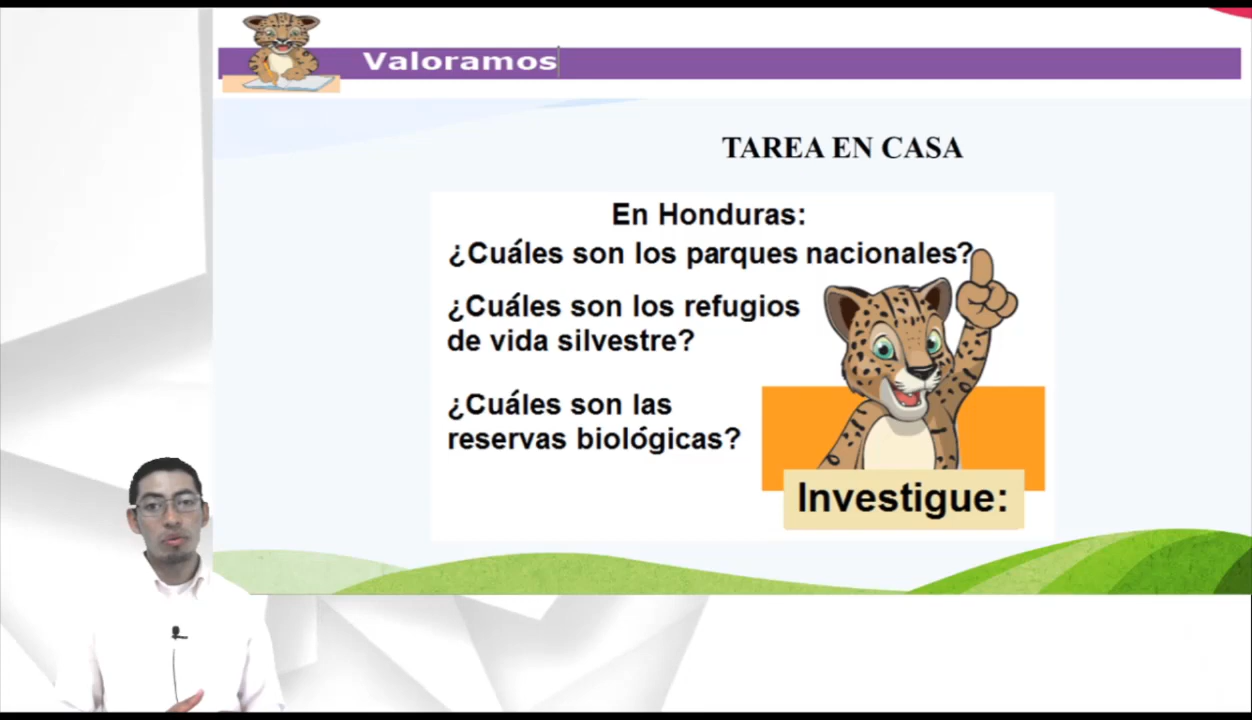 Valoramos
TAREA EN CASA
En Honduras:
¿Cuáles son los parques nacionales?
¿Cuáles son los refugios
de vida silvestre?
¿Cuáles son las
reservas biológicas?
Investigue: